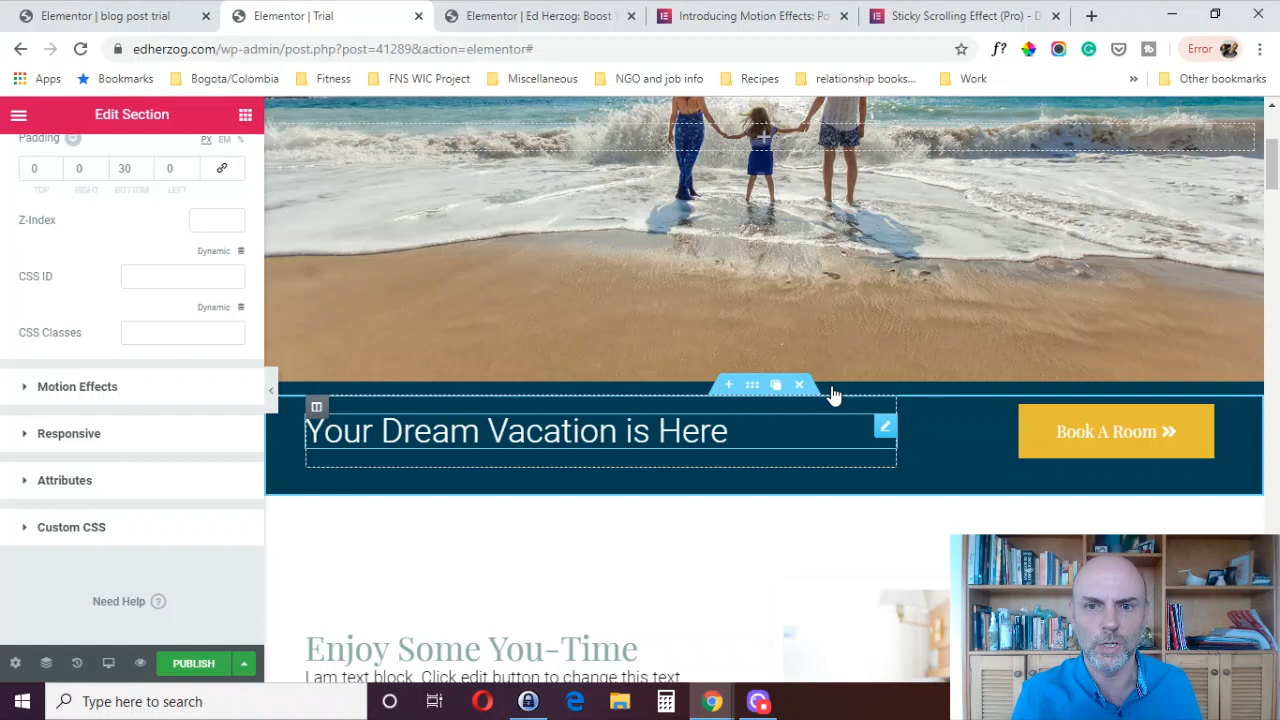 Elementor | blog post trial
Elementor | Trial
Elementor | Ed Herzog: Boost
Introducing Motion Effects: Po
Sticky Scrolling Effect (Pro) - D
edherzog.com/wp-admin/post.php?post=41289&action=elementor#
f?
Error
Apps
Bookmarks
Bogota/Colombia
Fitness
FNS WIC Project
Miscellaneous
NGO and job info
Recipes
relationship books...
Work
Other bookmarks
Edit Section
Padding
PX EM %
0 0 30 0
TOP RIGHT BOTTOM LEFT
Z-Index
Dynamic
CSS ID
Dynamic
CSS Classes
Motion Effects
Responsive
Attributes
Custom CSS
Need Help ?
PUBLISH
Your Dream Vacation is Here
Book A Room
Enjoy Some You-Time
I am text block. Click edit button to change this text.
Type here to search